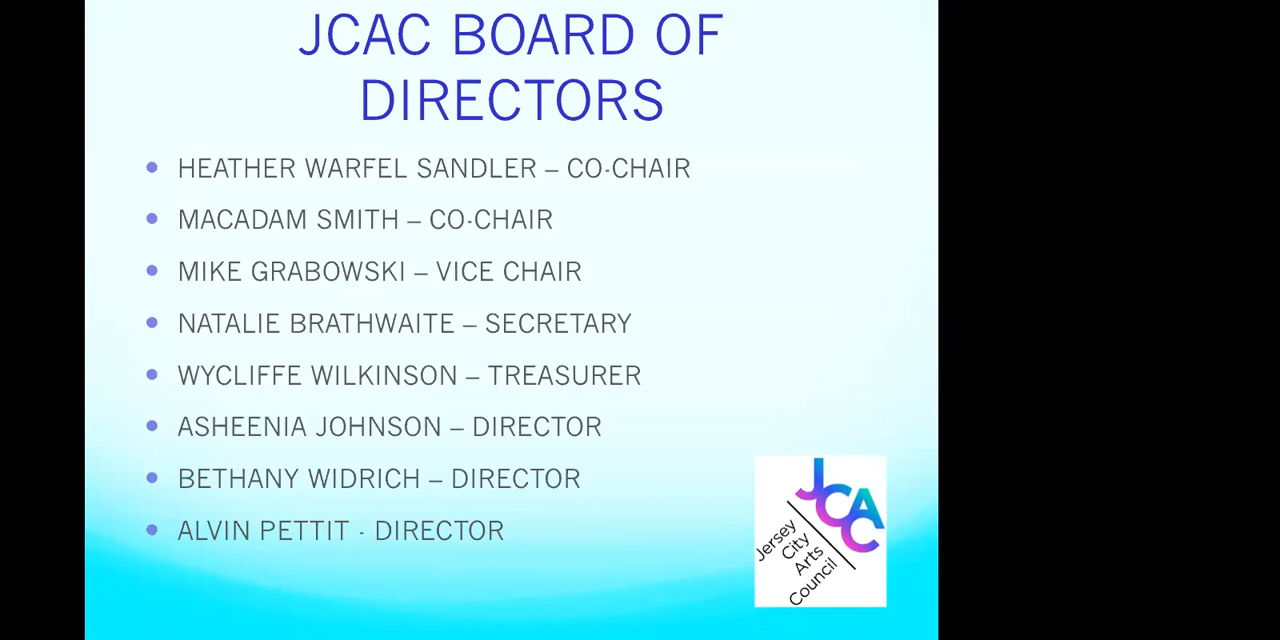 JCAC BOARD OF
DIRECTORS
• HEATHER WARFEL SANDLER – CO-CHAIR
• MACADAM SMITH – CO-CHAIR
• MIKE GRABOWSKI – VICE CHAIR
• NATALIE BRATHWAITE – SECRETARY
• WYCLIFFE WILKINSON – TREASURER
• ASHEENIA JOHNSON – DIRECTOR
• BETHANY WIDRICH – DIRECTOR
• ALVIN PETTIT - DIRECTOR
JCAC
Jersey
City
Arts
Council